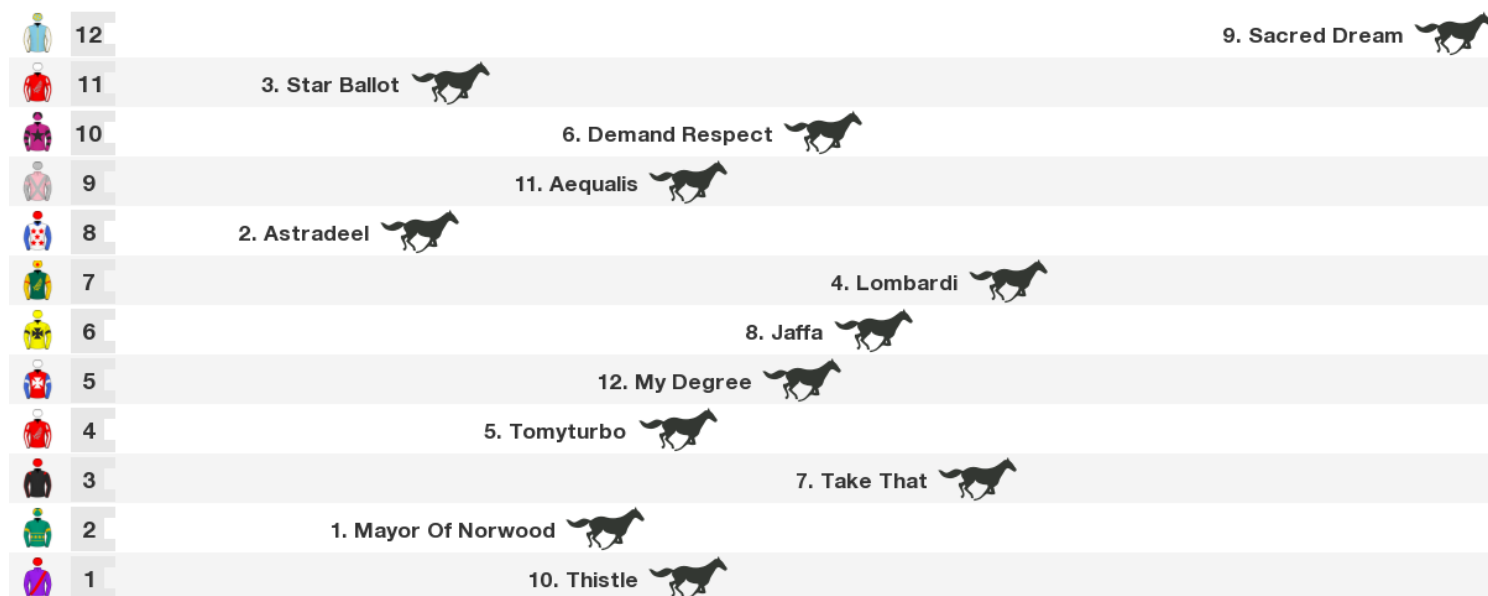 12 9. Sacred Dream
11 3. Star Ballot
10 6. Demand Respect
9 11. Aequalis
8 2. Astradeel
7 4. Lombardi
6 8. Jaffa
5 12. My Degree
4 5. Tomyturbo
3 7. Take That
2 1. Mayor Of Norwood
1 10. Thistle